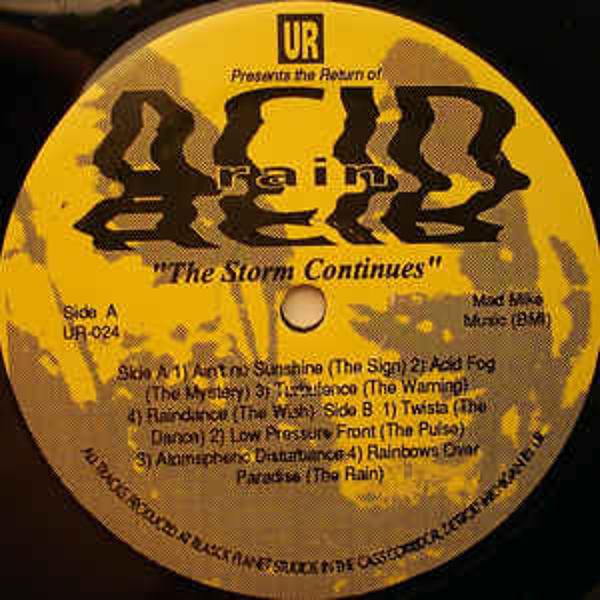 UR
Presents the Return of
ACID
rain
"The Storm Continues"
Side A
UR-024
Mad Mike
Music (BMI)
Side A 1) Ain't no Sunshine (The Sign) 2) Acid Fog
(The Mystery) 3) Turbulence (The Warning)
4) Raindance (The Wish) Side B 1) Twista (The
Dance) 2) Low Pressure Front (The Pulse)
3) Atomspheric Disturbance 4) Rainbows Over
Paradise (The Rain)
ALL TRACKS PRODUCED AT BLACK PLANET STUDIOS IN THE CASS CORRIDOR, DETROIT MICHIGAN BY UR